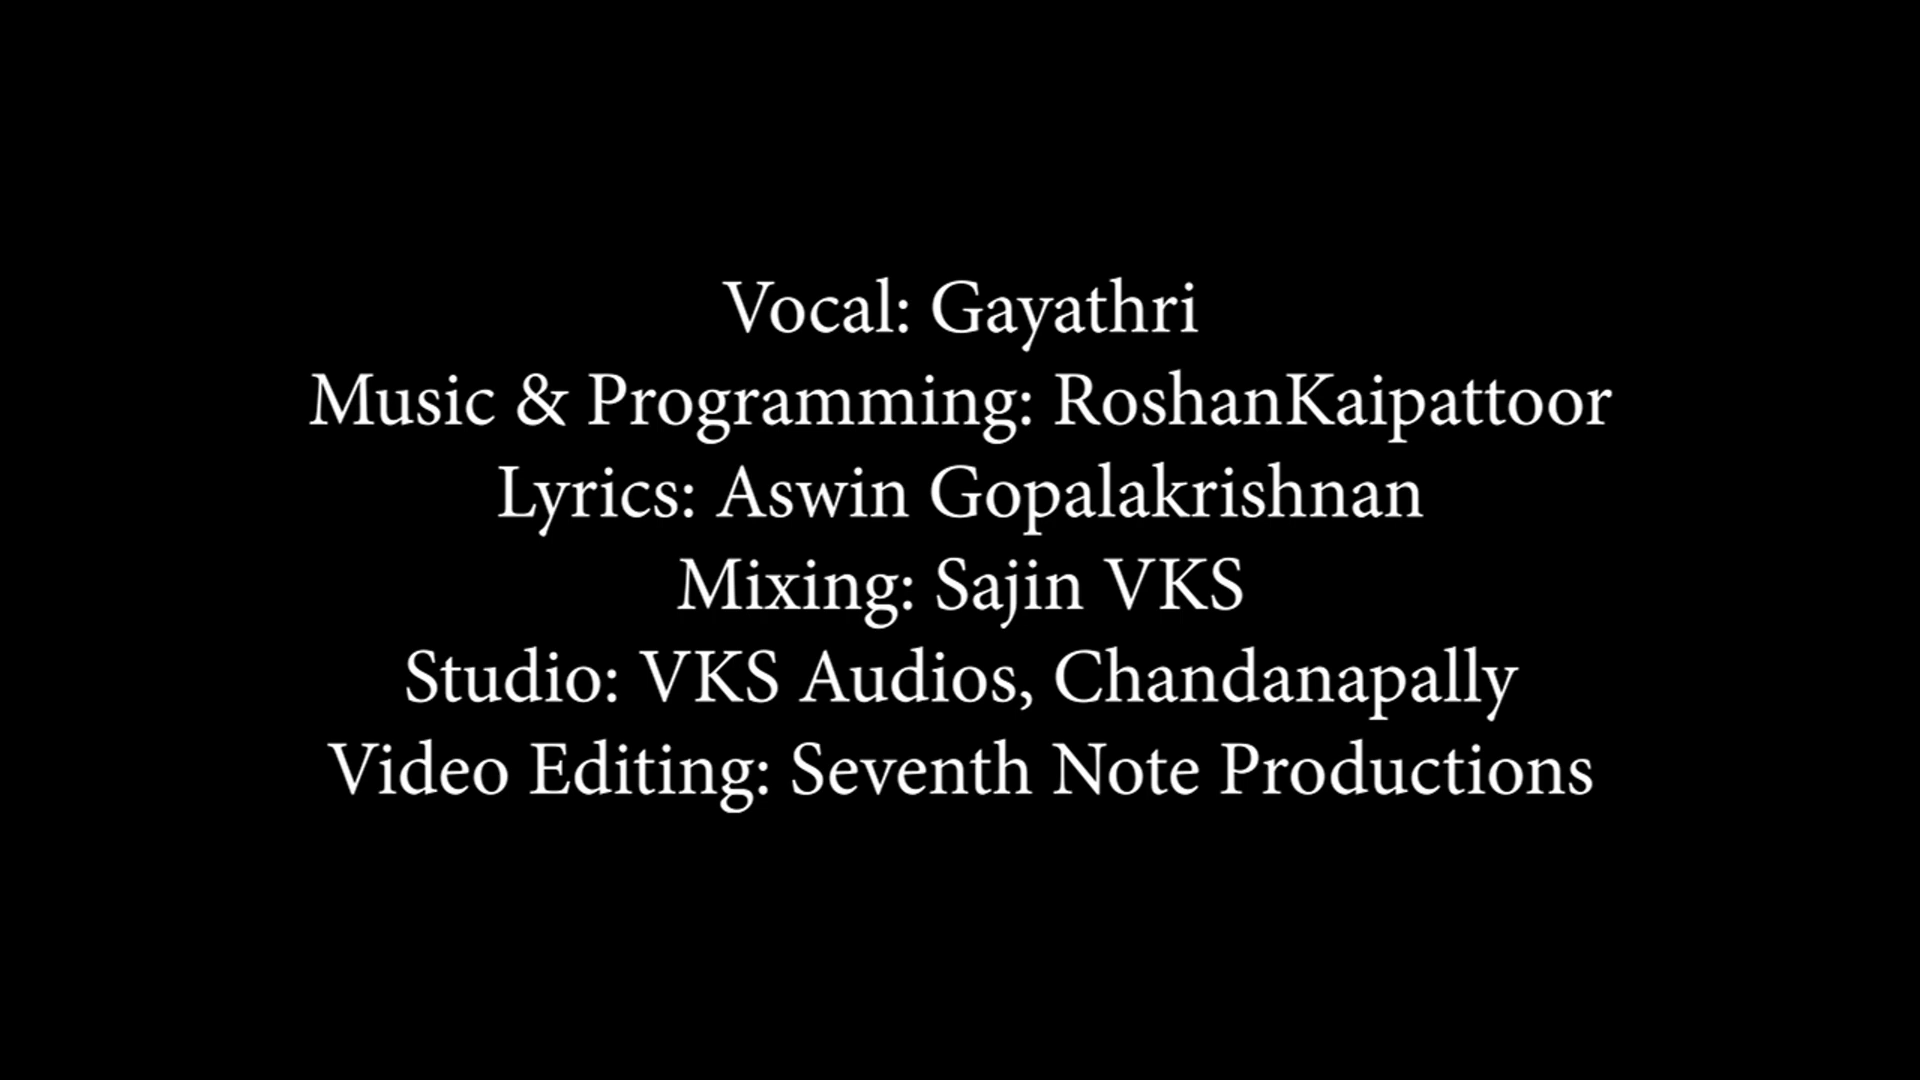 Vocal: Gayathri
Music & Programming: RoshanKaipattoor
Lyrics: Aswin Gopalakrishnan
Mixing: Sajin VKS
Studio: VKS Audios, Chandanapally
Video Editing: Seventh Note Productions